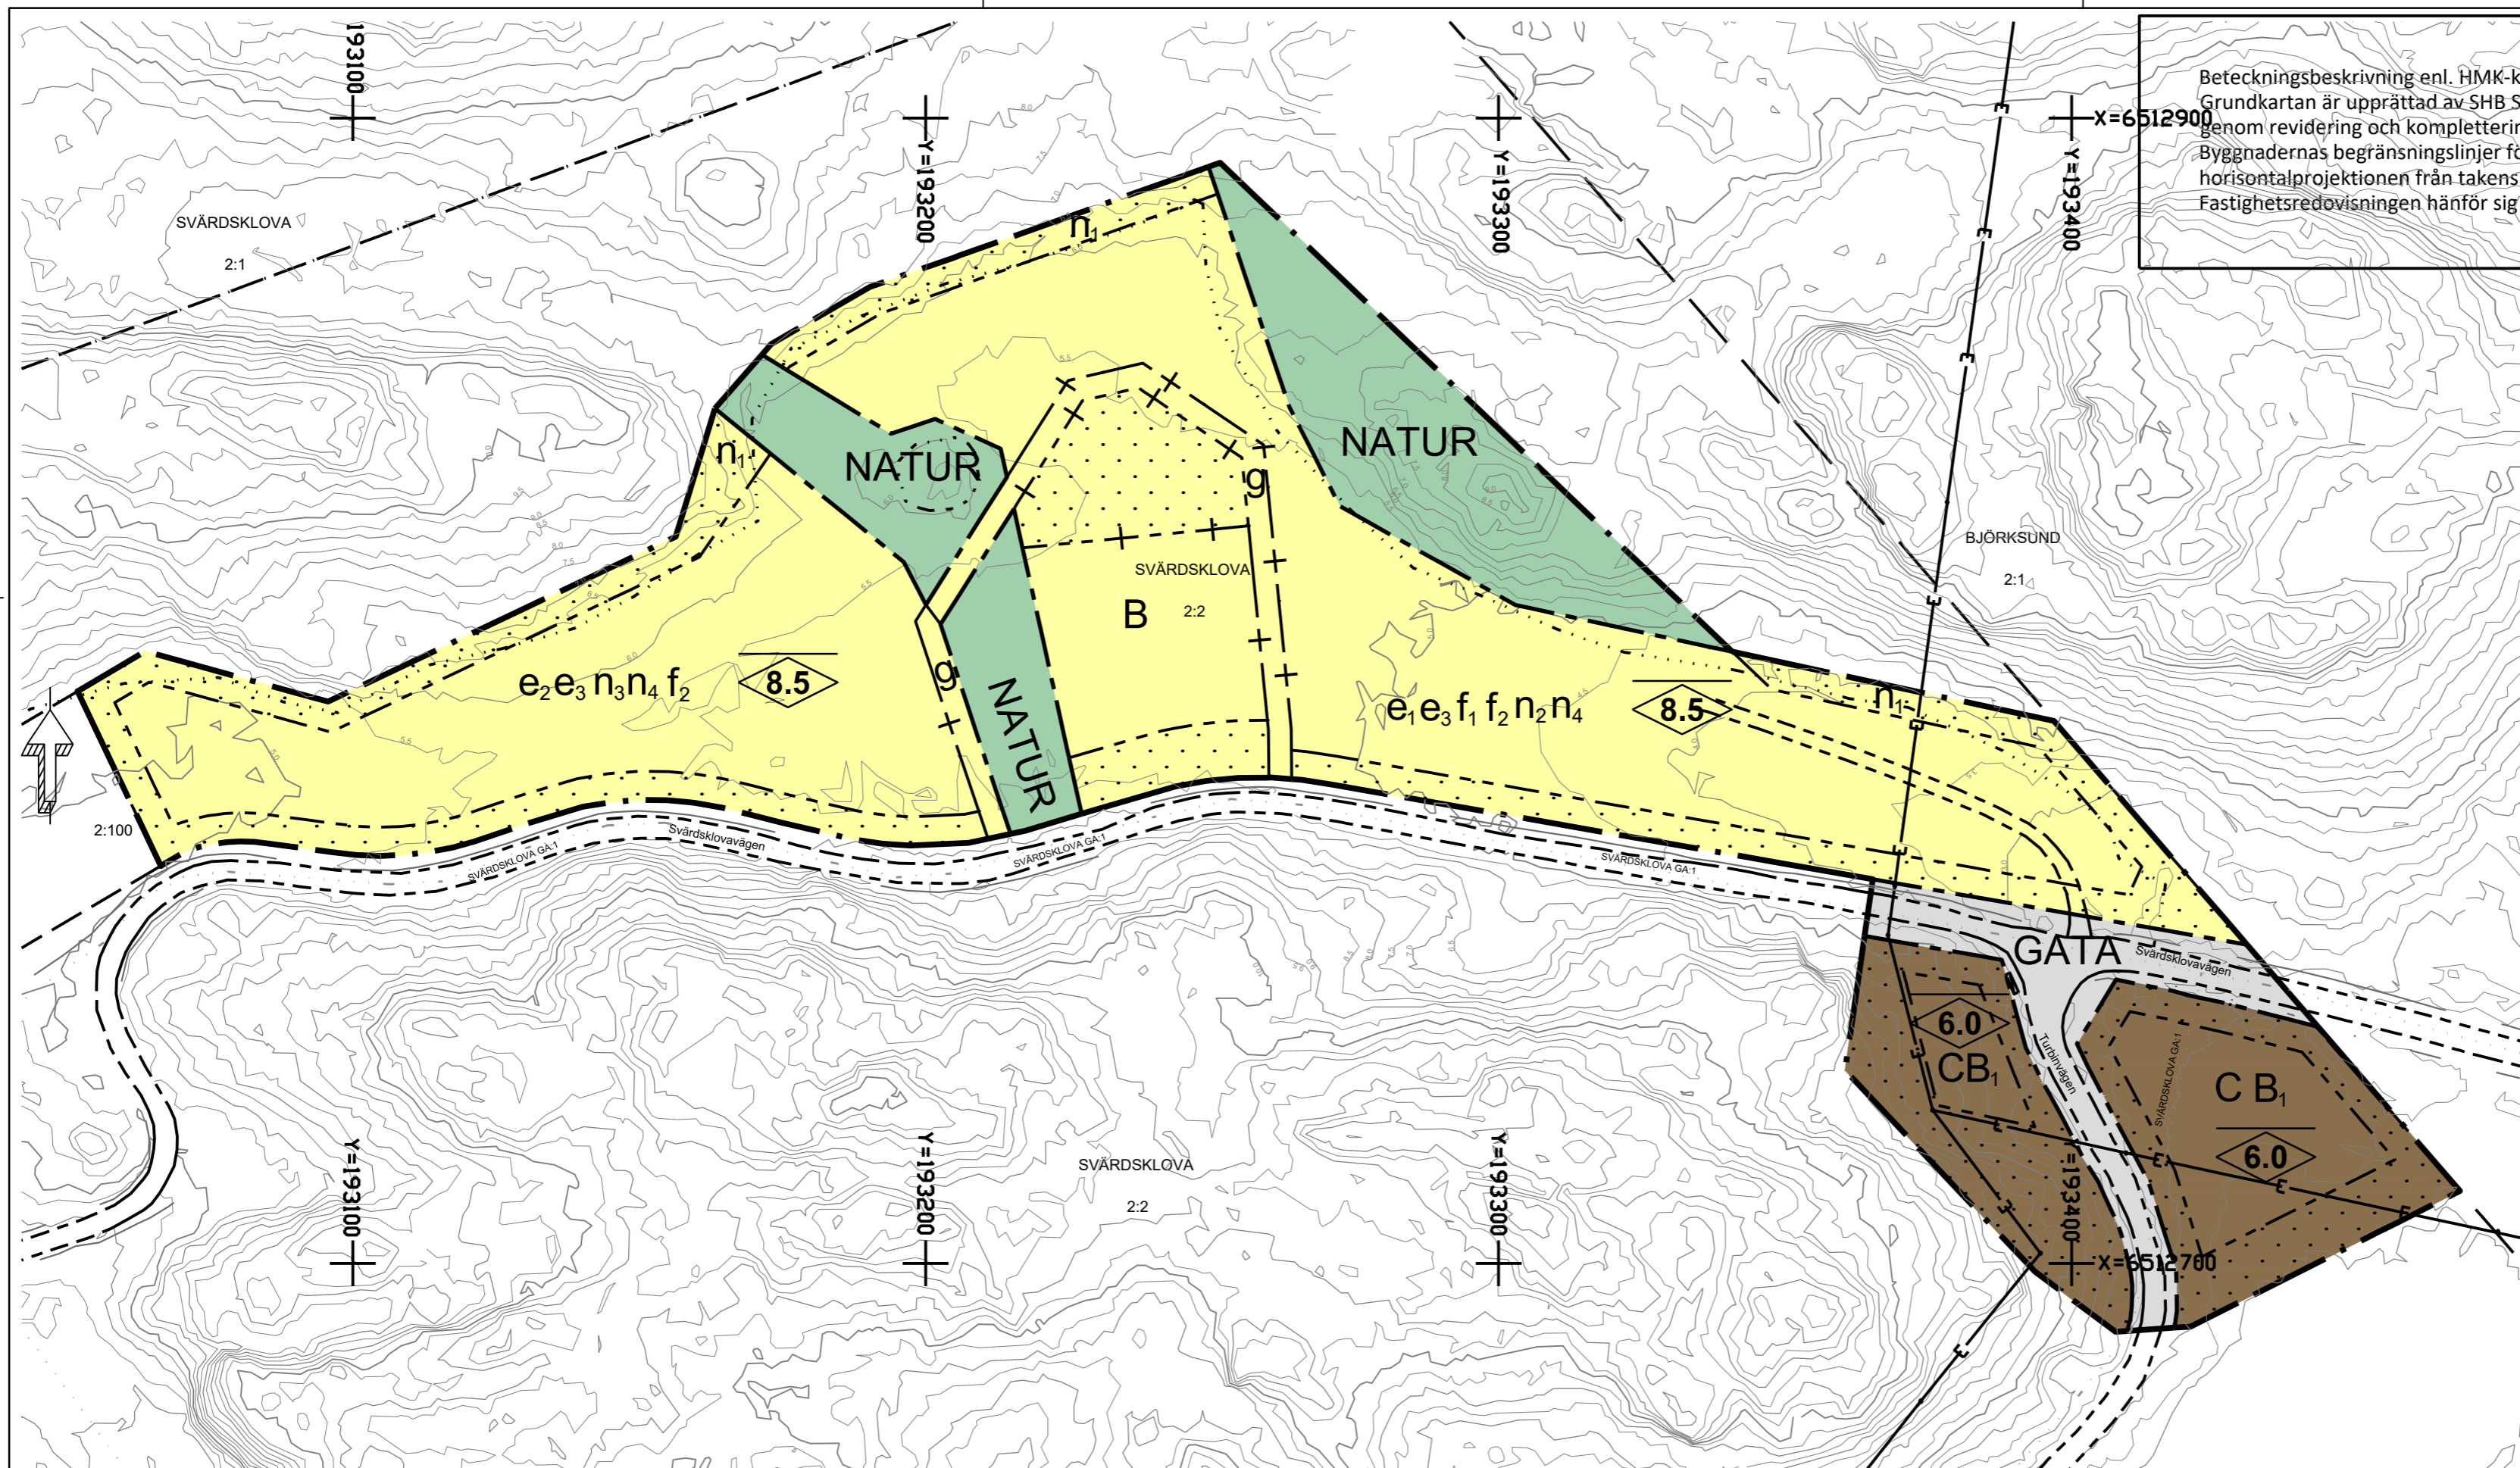 193100
Y=193200
Y=193300
Y=193400
X=6512900
Beteckningsbeskrivning enl. HMK-k
Grundkartan är upprättad av SHB S
genom revidering och kompletterin
Byggnadernas begränsningslinjer fö
horisontalprojektionen från takens
Fastighetsredovisningen hänför sig
SVÄRDSKLOVA
2:1
n1
n1
NATUR
NATUR
g
BJÖRKSUND
2:1
SVÄRDSKLOVA
B 2:2
e2e3 n3n4 f2
8.5
g
NATUR
e1e3 f1 f2 n2n4
8.5
n1
2:100
SVÄRDSKLOVA GA:1
Svärdsklovavägen
SVÄRDSKLOVA GA:1
SVÄRDSKLOVA GA:1
GATA
Svärdsklovavägen
6.0
CB1
Turbinvägen
SVÄRDSKLOVA GA:1
C B1
6.0
SVÄRDSKLOVA
2:2
Y=193100
Y=193200
Y=193300
Y=193400
X=6512700